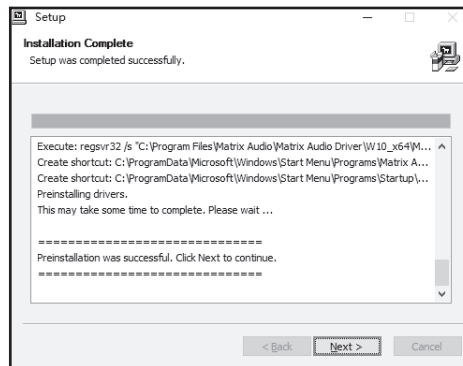 Setup
Installation Complete
Setup was completed successfully.
Execute: regsvr32 /s "C:\Program Files\Matrix Audio\Matrix Audio Driver\W10_x64\M...
Create shortcut: C:\ProgramData\Microsoft\Windows\Start Menu\Programs\Matrix A...
Create shortcut: C:\ProgramData\Microsoft\Windows\Start Menu\Programs\Startup\...
Preinstalling drivers.
This may take some time to complete. Please wait ...
==============================
Preinstallation was successful. Click Next to continue.
==============================
< Back Next > Cancel